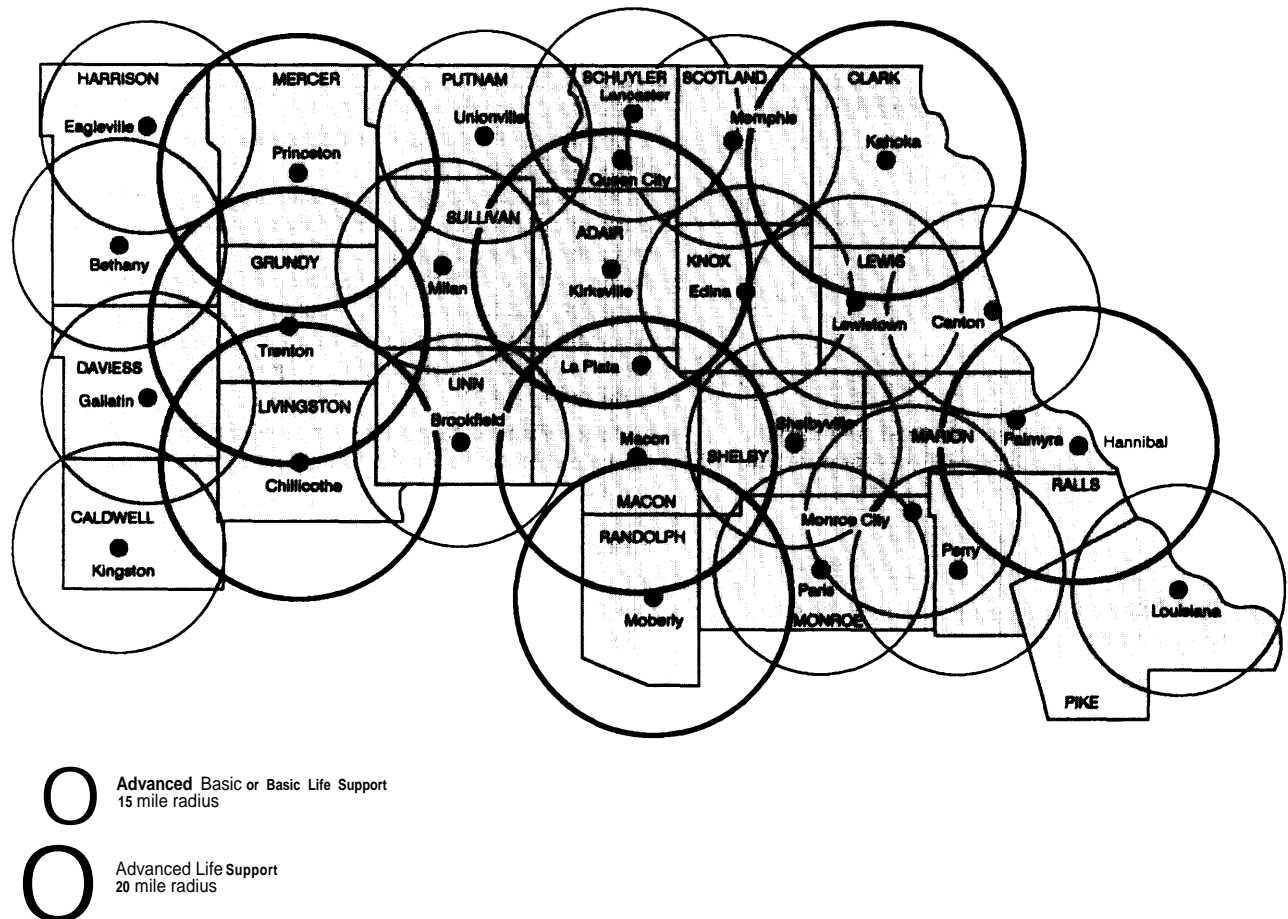 HARRISON
MERCER
PUTNAM
SCHUYLER
SCOTLAND
CLARK
Lancaster
Eagleville
Unionville
Memphis
Kahoka
Princeton
Queen City
SULLIVAN
ADAIR
Bethany
GRUNDY
Milan
Kirksville
KNOX
Edina
LEWIS
Lewistown
Canton
Trenton
DAVIESS
Gallatin
LINN
La Plata
LIVINGSTON
Brookfield
Macon
Shelbyville
MARION
Palmyra
Hannibal
SHELBY
Chillicothe
RALLS
MACON
CALDWELL
Monroe City
RANDOLPH
Perry
Kingston
Paris
Moberly
MONROE
Louisiana
PIKE
Advanced Basic or Basic Life Support
15 mile radius
Advanced Life Support
20 mile radius